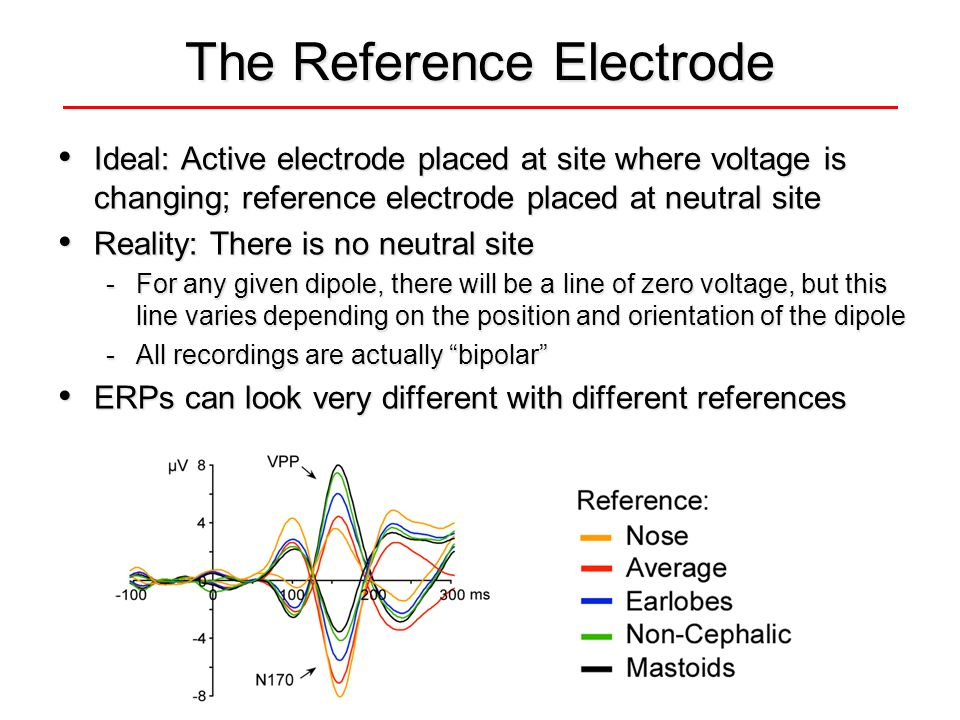 The Reference Electrode
• Ideal: Active electrode placed at site where voltage is
changing; reference electrode placed at neutral site
• Reality: There is no neutral site
- For any given dipole, there will be a line of zero voltage, but this
line varies depending on the position and orientation of the dipole
- All recordings are actually “bipolar”
• ERPs can look very different with different references
µV
8
VPP
4
0
-100
0
100
200
300 ms
-4
N170
-8
Reference:
Nose
Average
Earlobes
Non-Cephalic
Mastoids